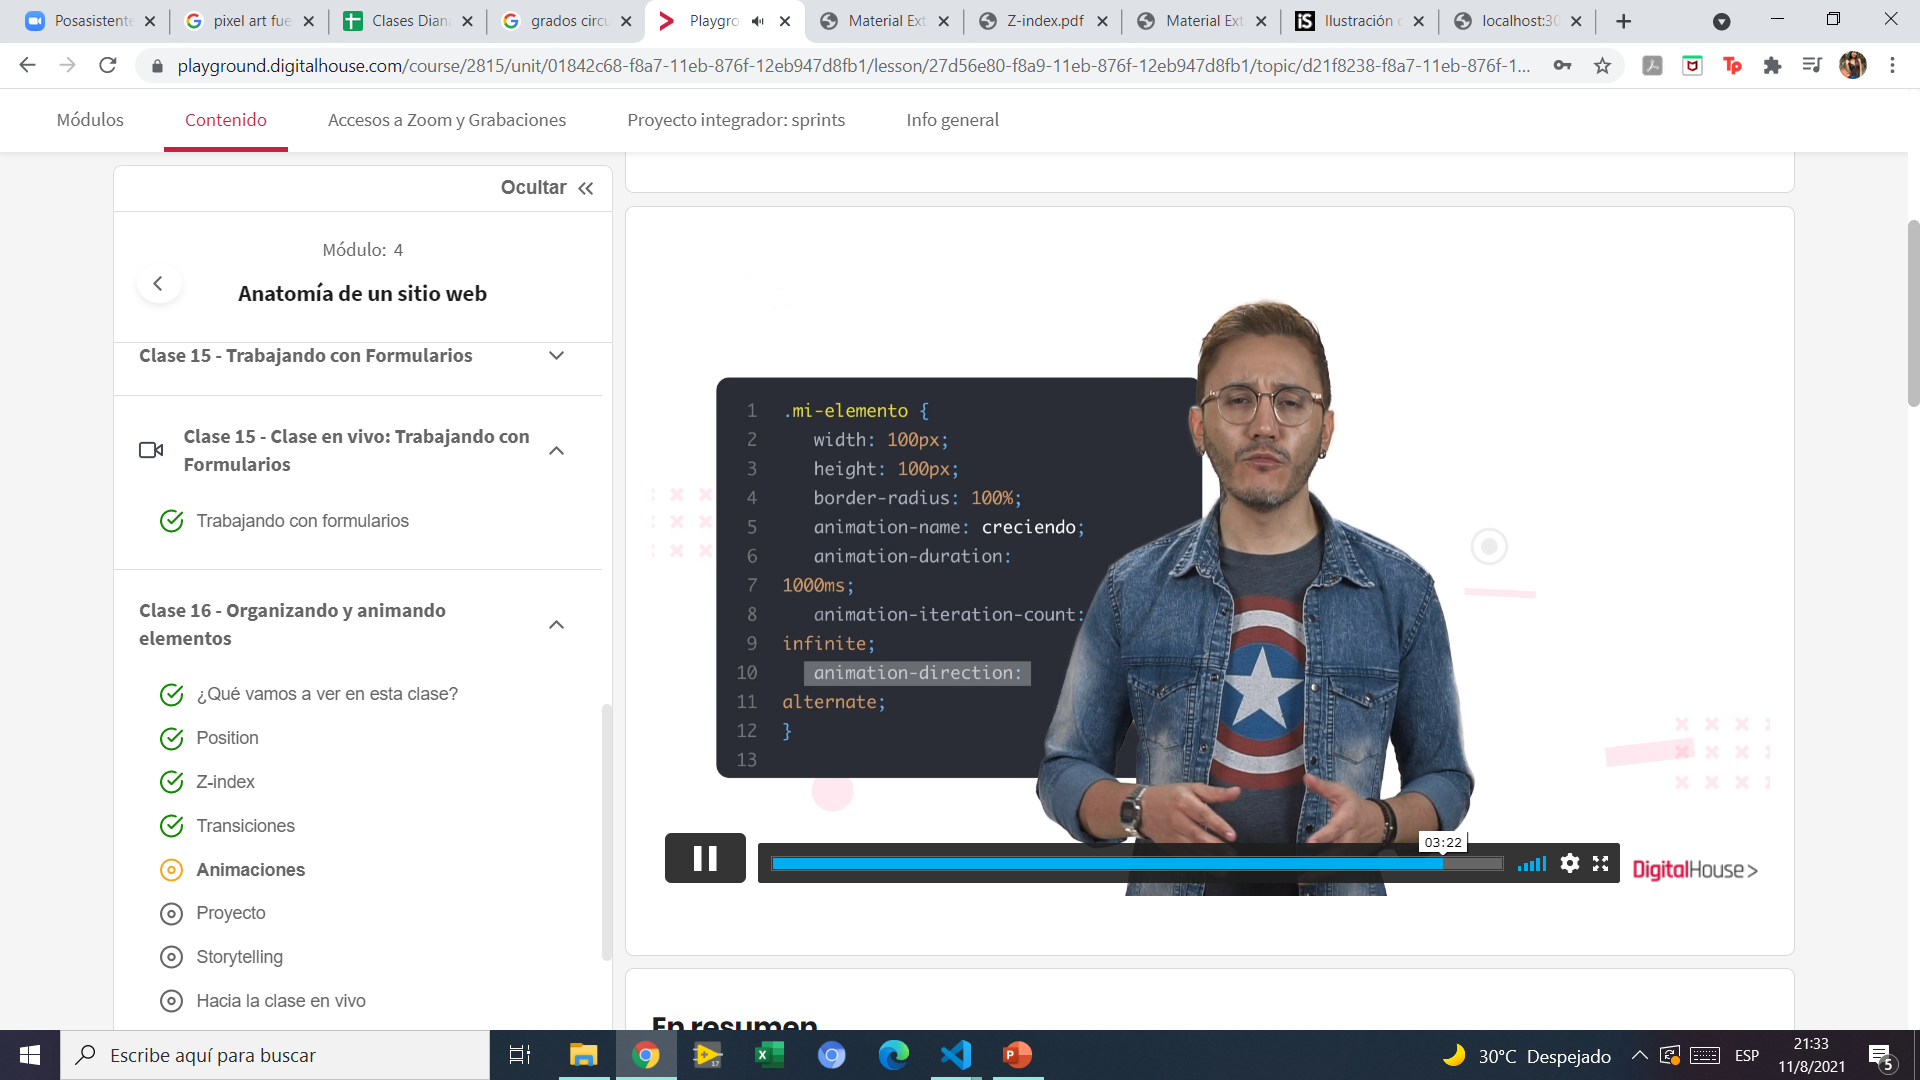 Posasistente
pixel art fue
Clases Dian
grados circu
Playgro
Material Ext
Z-index.pdf
Material Ext
Ilustración
localhost:30
playground.digitalhouse.com/course/2815/unit/01842c68-f8a7-11eb-876f-12eb947d8fb1/lesson/27d56e80-f8a9-11eb-876f-12eb947d8fb1/topic/d21f8238-f8a7-11eb-876f-1...
Módulos
Contenido
Accesos a Zoom y Grabaciones
Proyecto integrador: sprints
Info general
Ocultar
Módulo: 4
Anatomía de un sitio web
Clase 15 - Trabajando con Formularios
Clase 15 - Clase en vivo: Trabajando con
Formularios
Trabajando con formularios
Clase 16 - Organizando y animando
elementos
¿Qué vamos a ver en esta clase?
Position
Z-index
Transiciones
Animaciones
Proyecto
Storytelling
Hacia la clase en vivo
1 .mi-elemento {
2 width: 100px;
3 height: 100px;
4 border-radius: 100%;
5 animation-name: creciendo;
6 animation-duration:
7 1000ms;
8 animation-iteration-count:
9 infinite;
10 animation-direction:
11 alternate;
12 }
13
03:22
DigitalHouse>
En resumen
Escribe aquí para buscar
30°C Despejado
ESP
21:33
11/8/2021
5